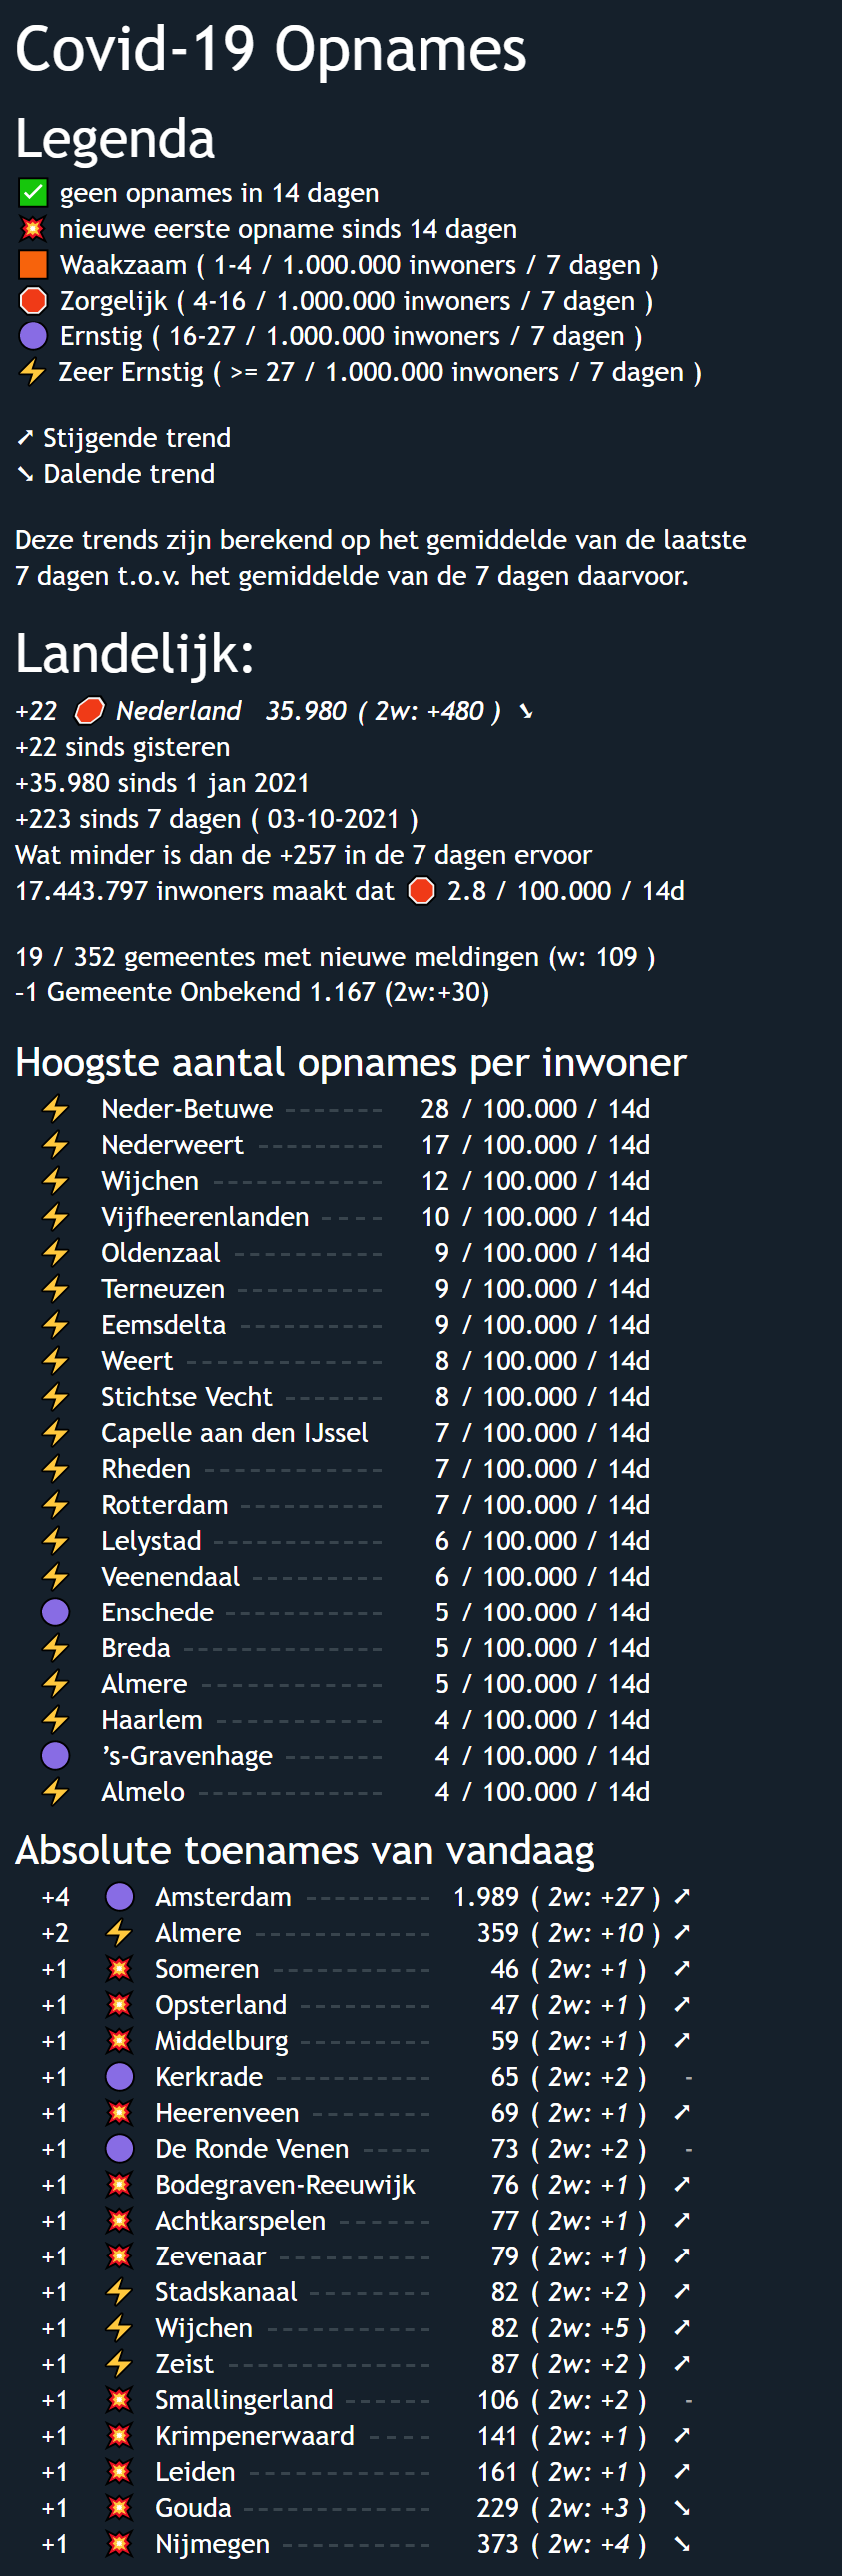 Covid-19 Opnames
Legenda
✅ geen opnames in 14 dagen
💥 nieuwe eerste opname sinds 14 dagen
🟧 Waakzaam ( 1-4 / 1.000.000 inwoners / 7 dagen )
🛑 Zorgelijk ( 4-16 / 1.000.000 inwoners / 7 dagen )
🟣 Ernstig ( 16-27 / 1.000.000 inwoners / 7 dagen )
⚡ Zeer Ernstig ( >= 27 / 1.000.000 inwoners / 7 dagen )
➚ Stijgende trend
➘ Dalende trend
Deze trends zijn berekend op het gemiddelde van de laatste
7 dagen t.o.v. het gemiddelde van de 7 dagen daarvoor.
Landelijk:
+22 🛑 Nederland 35.980 ( 2w: +480 ) ➘
+22 sinds gisteren
+35.980 sinds 1 jan 2021
+223 sinds 7 dagen ( 03-10-2021 )
Wat minder is dan de +257 in de 7 dagen ervoor
17.443.797 inwoners maakt dat 🛑 2.8 / 100.000 / 14d
19 / 352 gemeentes met nieuwe meldingen (w: 109 )
-1 Gemeente Onbekend 1.167 (2w:+30)
Hoogste aantal opnames per inwoner
⚡ Neder-Betuwe ------- 28 / 100.000 / 14d
⚡ Nederweert --------- 17 / 100.000 / 14d
⚡ Wijchen ------------ 12 / 100.000 / 14d
⚡ Vijfheerenlanden ---- 10 / 100.000 / 14d
⚡ Oldenzaal ---------- 9 / 100.000 / 14d
⚡ Terneuzen ---------- 9 / 100.000 / 14d
⚡ Eemsdelta ---------- 9 / 100.000 / 14d
⚡ Weert -------------- 8 / 100.000 / 14d
⚡ Stichtse Vecht ------- 8 / 100.000 / 14d
⚡ Capelle aan den IJssel 7 / 100.000 / 14d
⚡ Rheden ------------ 7 / 100.000 / 14d
⚡ Rotterdam ---------- 7 / 100.000 / 14d
⚡ Lelystad ------------ 6 / 100.000 / 14d
⚡ Veenendaal --------- 6 / 100.000 / 14d
🟣 Enschede ----------- 5 / 100.000 / 14d
⚡ Breda -------------- 5 / 100.000 / 14d
⚡ Almere ------------ 5 / 100.000 / 14d
⚡ Haarlem ----------- 4 / 100.000 / 14d
🟣 ’s-Gravenhage ------- 4 / 100.000 / 14d
⚡ Almelo ------------- 4 / 100.000 / 14d
Absolute toenames van vandaag
+4 🟣 Amsterdam --------- 1.989 ( 2w: +27 ) ➚
+2 ⚡ Almere ------------ 359 ( 2w: +10 ) ➚
+1 💥 Someren ----------- 46 ( 2w: +1 ) ➚
+1 💥 Opsterland --------- 47 ( 2w: +1 ) ➚
+1 💥 Middelburg --------- 59 ( 2w: +1 ) ➚
+1 🟣 Kerkrade ----------- 65 ( 2w: +2 ) -
+1 💥 Heerenveen -------- 69 ( 2w: +1 ) ➚
+1 🟣 De Ronde Venen ----- 73 ( 2w: +2 ) -
+1 💥 Bodegraven-Reeuwijk 76 ( 2w: +1 ) ➚
+1 💥 Achtkarspelen ------ 77 ( 2w: +1 ) ➚
+1 💥 Zevenaar ----------- 79 ( 2w: +1 ) ➚
+1 ⚡ Stadskanaal -------- 82 ( 2w: +2 ) ➚
+1 ⚡ Wijchen ----------- 82 ( 2w: +5 ) ➚
+1 ⚡ Zeist -------------- 87 ( 2w: +2 ) ➚
+1 💥 Smallingerland ------ 106 ( 2w: +2 ) -
+1 💥 Krimpenerwaard ---- 141 ( 2w: +1 ) ➚
+1 💥 Leiden ------------ 161 ( 2w: +1 ) ➚
+1 💥 Gouda ------------- 229 ( 2w: +3 ) ➘
+1 💥 Nijmegen ---------- 373 ( 2w: +4 ) ➘